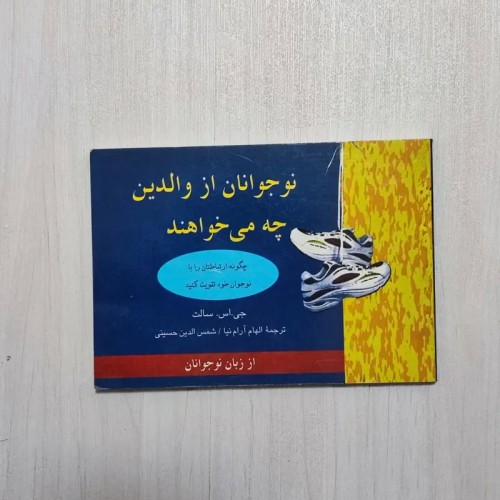 نوجوانان از والدین
چه می‌خواهند
چگونه ارتباطتان را با
نوجوان خود تقویت کنید
جی.اس. سالت
ترجمهٔ الهام آرام‌نیا / شمس الدین حسینی
از زبان نوجوانان